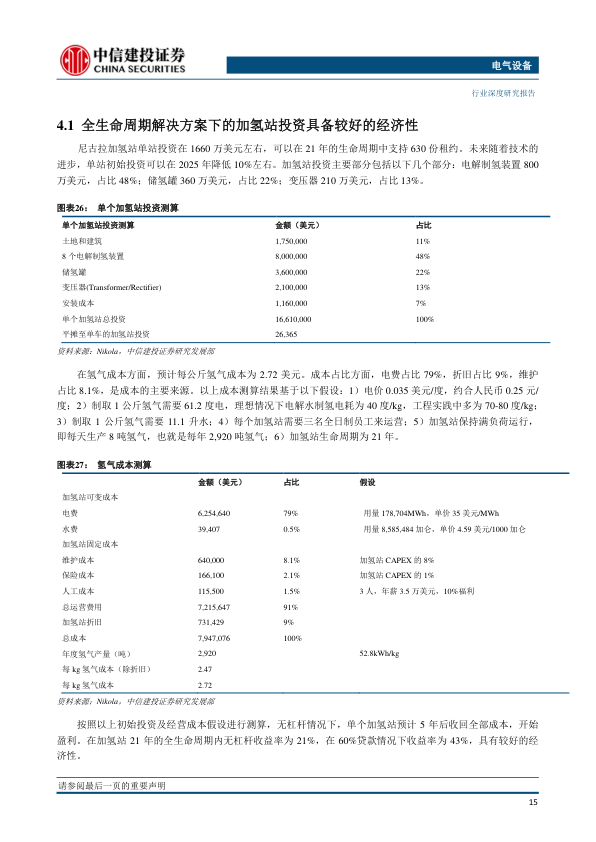 中信建投证券
CHINA SECURITIES
电气设备
行业深度研究报告
4.1 全生命周期解决方案下的加氢站投资具备较好的经济性
尼古拉加氢站单站投资在 1660 万美元左右，可以在 21 年的生命周期中支持 630 份租约。未来随着技术的
进步，单站初始投资可以在 2025 年降低 10%左右。加氢站投资主要部分包括以下几个部分：电解制氢装置 800
万美元，占比 48%；储氢罐 360 万美元，占比 22%；变压器 210 万美元，占比 13%。
图表26： 单个加氢站投资测算
单个加氢站投资测算 金额（美元） 占比
土地和建筑 1,750,000 11%
8 个电解制氢装置 8,000,000 48%
储氢罐 3,600,000 22%
变压器(Transformer/Rectifier) 2,100,000 13%
安装成本 1,160,000 7%
单个加氢站总投资 16,610,000 100%
平摊至单车的加氢站投资 26,365
资料来源：Nikola，中信建投证券研究发展部
在氢气成本方面，预计每公斤氢气成本为 2.72 美元。成本占比方面，电费占比 79%，折旧占比 9%，维护
占比 8.1%，是成本的主要来源。以上成本测算结果基于以下假设：1）电价 0.035 美元/度，约合人民币 0.25 元/
度；2）制取 1 公斤氢气需要 61.2 度电，理想情况下电解水制氢电耗为 40 度/kg，工程实践中多为 70-80 度/kg；
3）制取 1 公斤氢气需要 11.1 升水；4）每个加氢站需要三名全日制员工来运营；5）加氢站保持满负荷运行，
即每天生产 8 吨氢气，也就是每年 2,920 吨氢气；6）加氢站生命周期为 21 年。
图表27： 氢气成本测算
金额（美元） 占比 假设
加氢站可变成本
电费 6,254,640 79% 用量 178,704MWh，单价 35 美元/MWh
水费 39,407 0.5% 用量 8,585,484 加仑，单价 4.59 美元/1000 加仑
加氢站固定成本
维护成本 640,000 8.1% 加氢站 CAPEX 的 8%
保险成本 166,100 2.1% 加氢站 CAPEX 的 1%
人工成本 115,500 1.5% 3 人，年薪 3.5 万美元，10%福利
总运营费用 7,215,647 91%
加氢站折旧 731,429 9%
总成本 7,947,076 100%
年度氢气产量（吨） 2,920 52.8kWh/kg
每 kg 氢气成本（除折旧） 2.47
每 kg 氢气成本 2.72
资料来源：Nikola，中信建投证券研究发展部
按照以上初始投资及经营成本假设进行测算，无杠杆情况下，单个加氢站预计 5 年后收回全部成本，开始
盈利。在加氢站 21 年的全生命周期内无杠杆收益率为 21%，在 60%贷款情况下收益率为 43%，具有较好的经
济性。
请参阅最后一页的重要声明
15